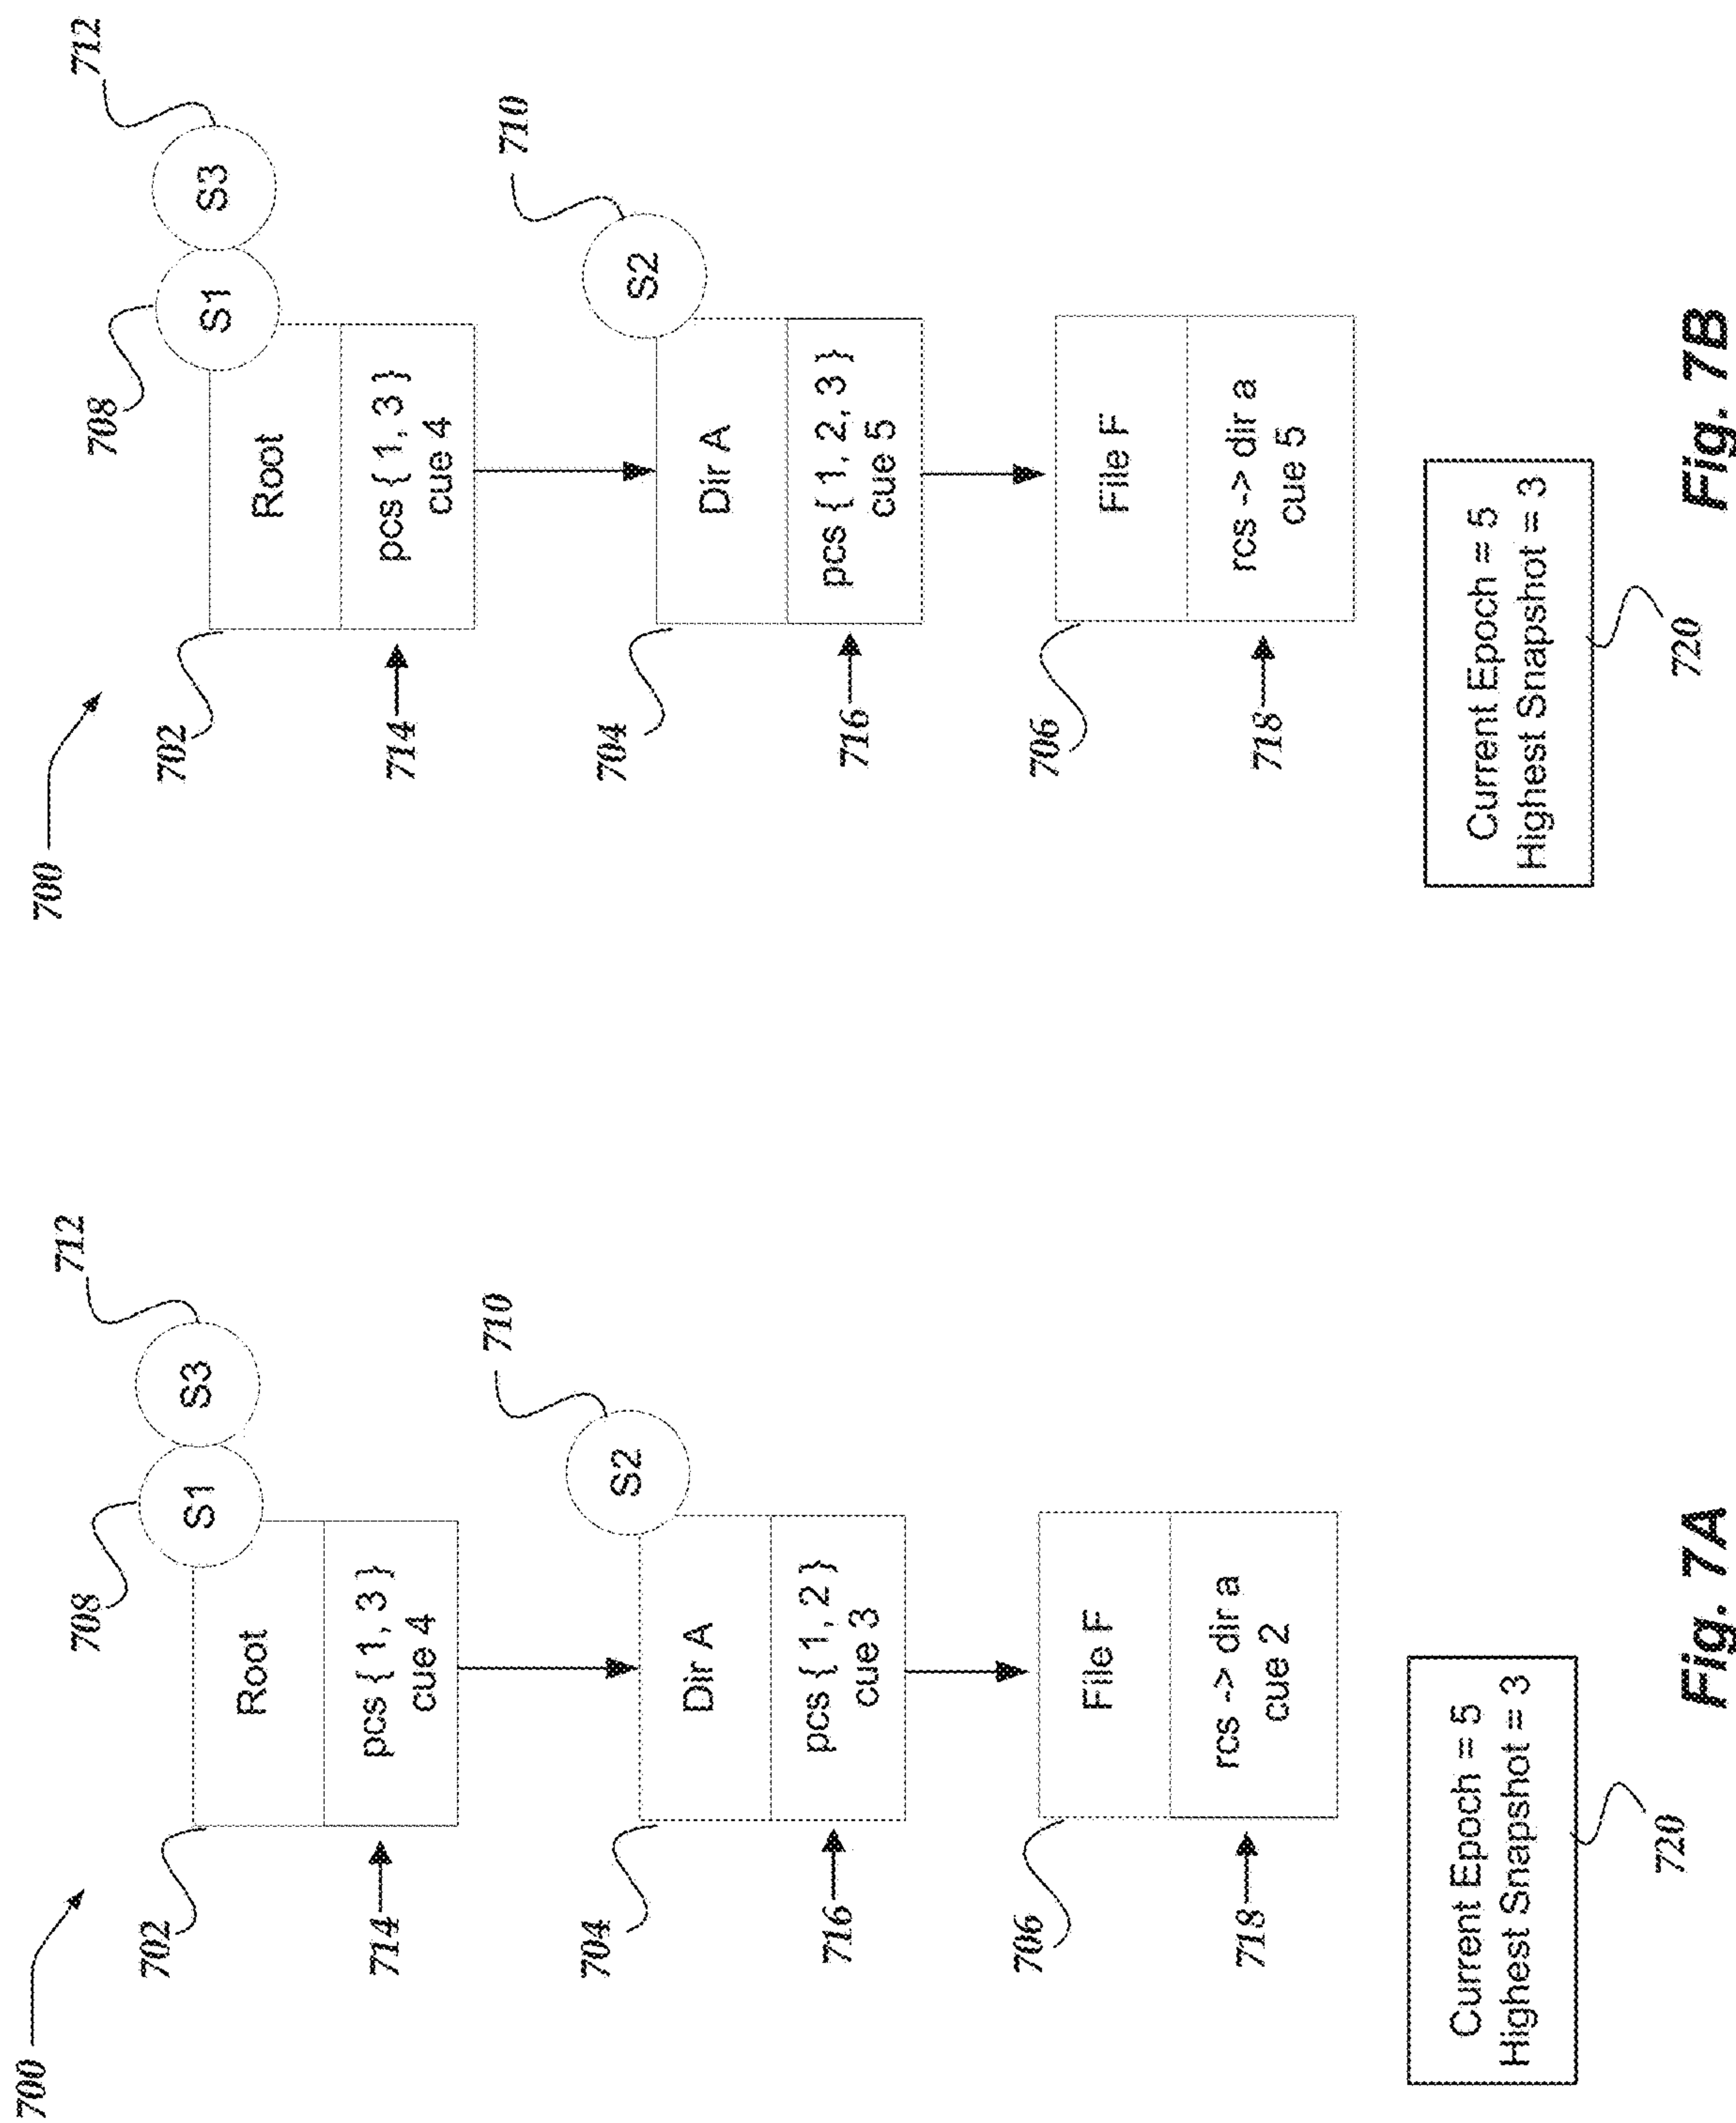 700
712
708
S1
S3
702
Root
714
pcs { 1, 3 }
cue 4
710
S2
704
Dir A
716
pcs { 1, 2 }
cue 3
706
File F
718
rcs -> dir a
cue 2
Current Epoch = 5
Highest Snapshot = 3
720
Fig. 7A
700
712
708
S1
S3
702
Root
714
pcs { 1, 3 }
cue 4
710
S2
704
Dir A
716
pcs { 1, 2, 3 }
cue 5
706
File F
718
rcs -> dir a
cue 5
Current Epoch = 5
Highest Snapshot = 3
720
Fig. 7B